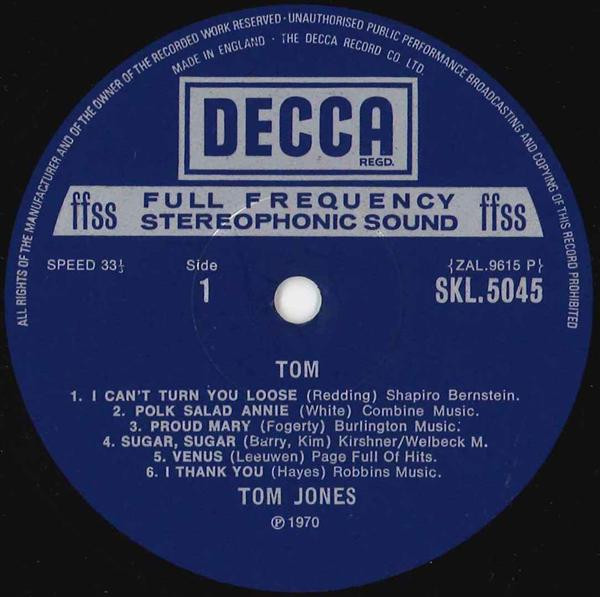 ALL RIGHTS OF THE MANUFACTURER AND OF THE OWNER OF THE RECORDED WORK RESERVED - UNAUTHORISED PUBLIC PERFORMANCE BROADCASTING AND COPYING OF THIS RECORD PROHIBITED
MADE IN ENGLAND · THE DECCA RECORD CO. LTD.
DECCA
REGD.
ffss FULL FREQUENCY STEREOPHONIC SOUND ffss
SPEED 33⅓
Side
1
{ZAL.9615 P}
SKL.5045
TOM
1. I CAN'T TURN YOU LOOSE (Redding) Shapiro Bernstein.
2. POLK SALAD ANNIE (White) Combine Music.
3. PROUD MARY (Fogerty) Burlington Music.
4. SUGAR, SUGAR (Barry, Kim) Kirshner/Welbeck M.
5. VENUS (Leeuwen) Page Full Of Hits.
6. I THANK YOU (Hayes) Robbins Music.
TOM JONES
℗ 1970